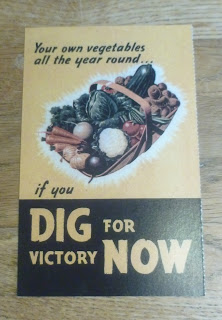 Your own vegetables
all the year round...
if you
DIG FOR
VICTORY NOW